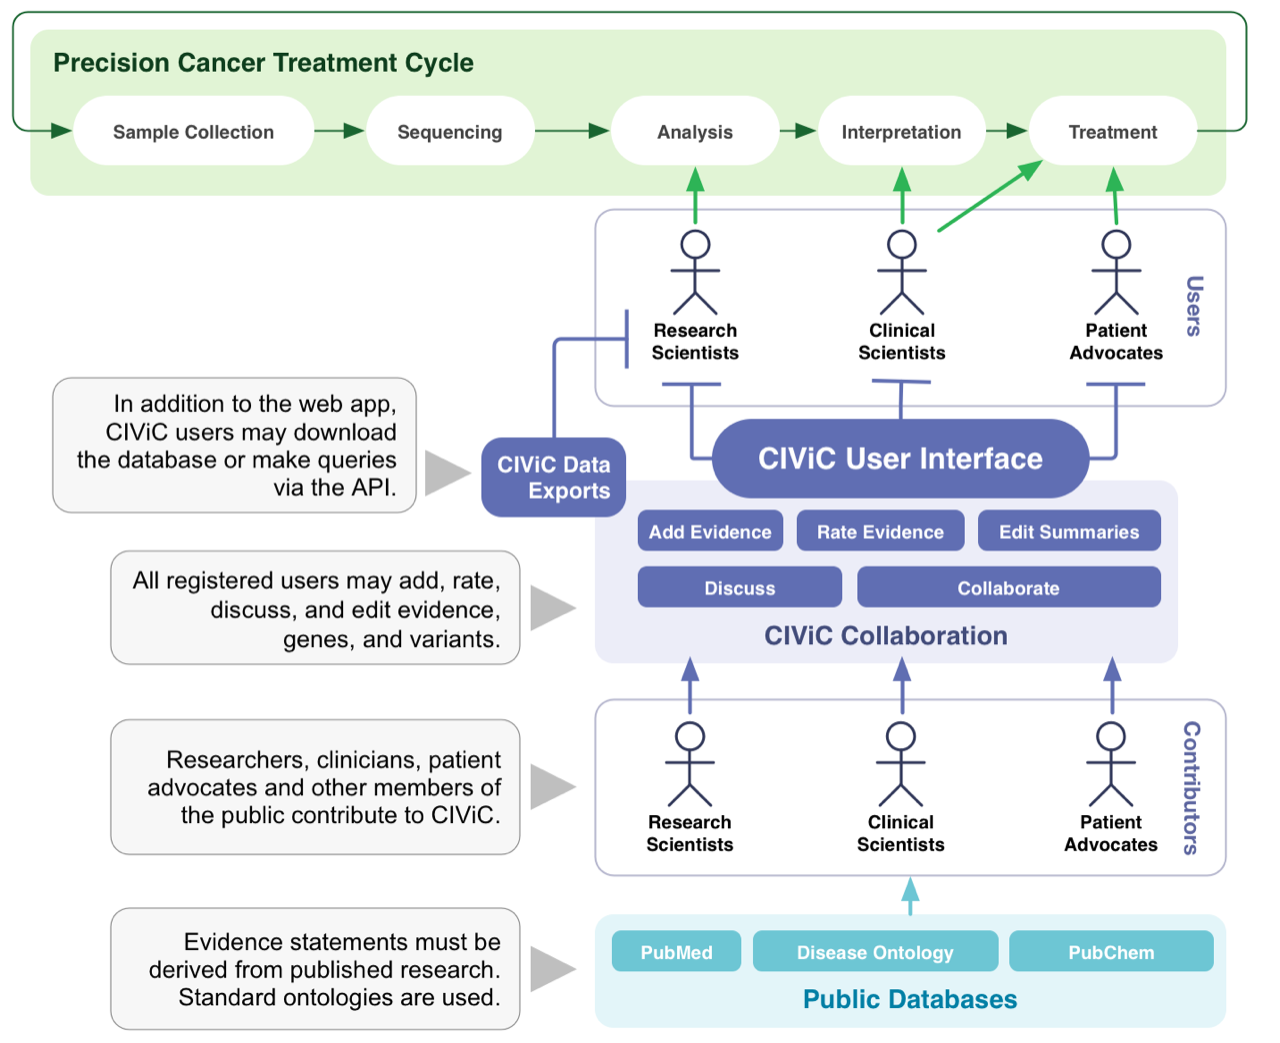 Precision Cancer Treatment Cycle
Sample Collection
Sequencing
Analysis
Interpretation
Treatment
Research
Scientists
Clinical
Scientists
Patient
Advocates
Users
In addition to the web app,
CIViC users may download
the database or make queries
via the API.
CIViC Data
Exports
CIViC User Interface
Add Evidence
Rate Evidence
Edit Summaries
Discuss
Collaborate
CIViC Collaboration
All registered users may add, rate,
discuss, and edit evidence,
genes, and variants.
Researchers, clinicians, patient
advocates and other members of
the public contribute to CIViC.
Research
Scientists
Clinical
Scientists
Patient
Advocates
Contributors
Evidence statements must be
derived from published research.
Standard ontologies are used.
PubMed
Disease Ontology
PubChem
Public Databases